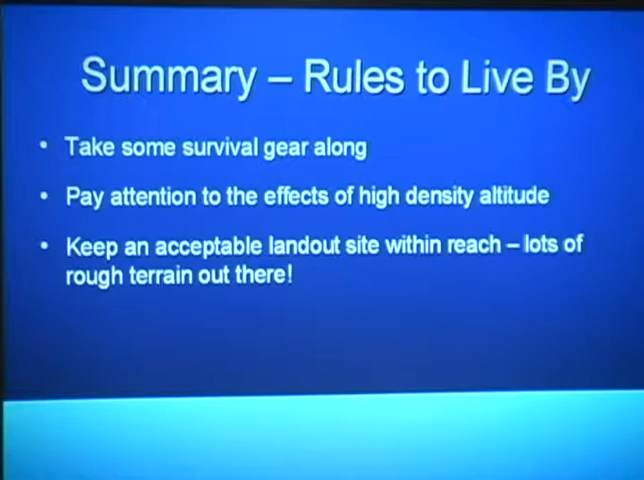 Summary – Rules to Live By
• Take some survival gear along
• Pay attention to the effects of high density altitude
• Keep an acceptable landout site within reach – lots of
rough terrain out there!